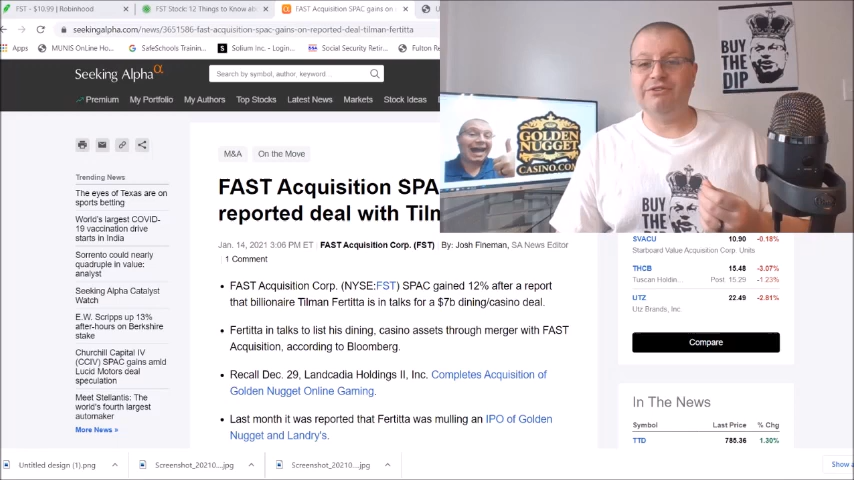 FST - $10.99 | Robinhood
FST Stock: 12 Things to Know abo
FAST Acquisition SPAC gains on
seekingalpha.com/news/3651586-fast-acquisition-spac-gains-on-reported-deal-tilman-fertitta
Apps
MUNIS OnLine Ho...
SafeSchools Trainin...
Solium Inc. - Login...
Social Security Retir...
Fulton Re
Seeking Alpha
Search by symbol, author, keyword...
Premium
My Portfolio
My Authors
Top Stocks
Latest News
Markets
Stock Ideas
M&A
On the Move
Trending News
The eyes of Texas are on
sports betting
World's largest COVID-
19 vaccination drive
starts in India
Sorrento could nearly
quadruple in value:
analyst
Seeking Alpha Catalyst
Watch
E.W. Scripps up 13%
after-hours on Berkshire
stake
Churchill Capital IV
(CCIV) SPAC gains amid
Lucid Motors deal
speculation
Meet Stellantis: The
world's fourth largest
automaker
More News »
FAST Acquisition SPA
reported deal with Tilm
Jan. 14, 2021 3:06 PM ET | FAST Acquisition Corp. (FST) | By: Josh Fineman, SA News Editor
| 1 Comment
FAST Acquisition Corp. (NYSE:FST) SPAC gained 12% after a report
that billionaire Tilman Fertitta is in talks for a $7b dining/casino deal.
Fertitta in talks to list his dining, casino assets through merger with FAST
Acquisition, according to Bloomberg.
Recall Dec. 29, Landcadia Holdings II, Inc. Completes Acquisition of
Golden Nugget Online Gaming.
Last month it was reported that Fertitta was mulling an IPO of Golden
Nugget and Landry's.
GOLDEN
NUGGET
CASINO.COM
BUY
THE
DIP
BUY
THE
SVACU 10.90 -0.18%
Starboard Value Acquisition Corp. Units.
THCB 15.48 -3.07%
Tuscan Holdin... Post. 15:29 -1.23%
UTZ 22.49 -2.81%
Utz Brands, Inc.
Compare
In The News
Symbol Last Price % Chg
TTD 785.36 1.30%
Untitled design (1).png
Screenshot_20210....jpg
Screenshot_20210....jpg
Show a